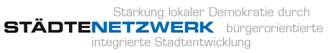 Stärkung lokaler Demokratie durch
STÄDTENETZWERK bürgerorientierte
integrierte Stadtentwicklung